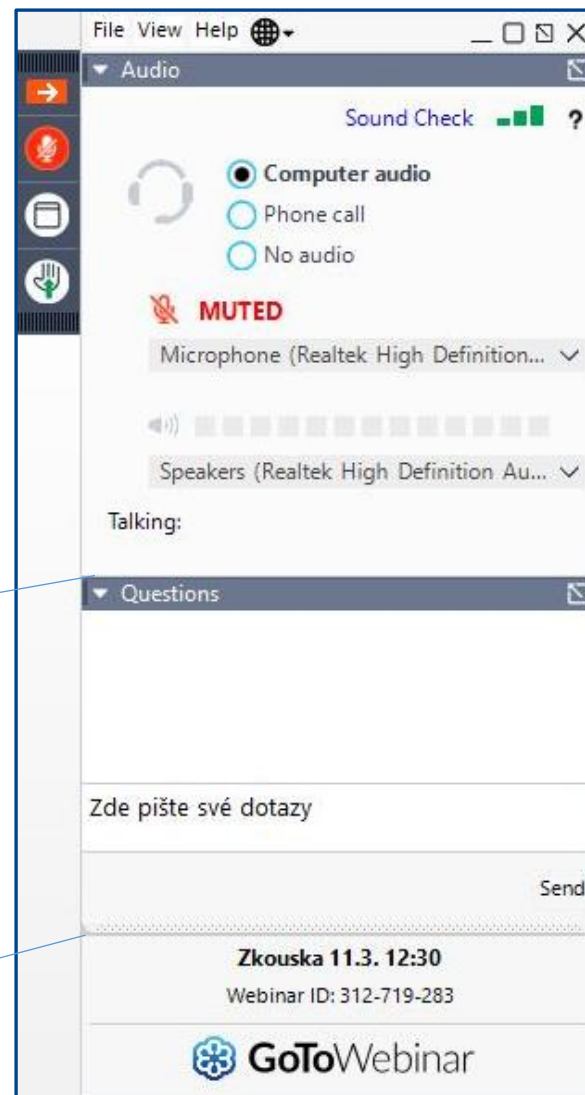 File View Help
Audio
Sound Check ?
Computer audio
Phone call
No audio
MUTED
Microphone (Realtek High Definition...
Speakers (Realtek High Definition Au...
Talking:
Questions
Zde pište své dotazy
Send
Zkouska 11.3. 12:30
Webinar ID: 312-719-283
GoToWebinar